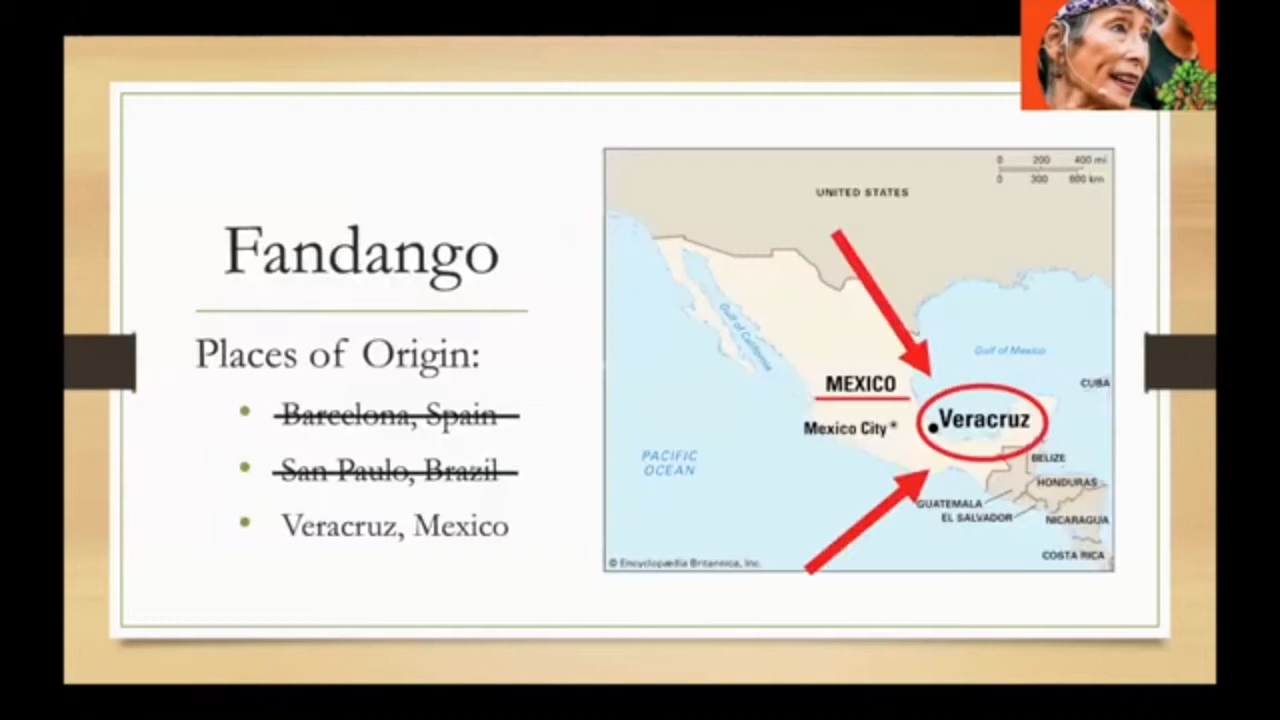 Fandango
Places of Origin:
Barcelona, Spain
San Paulo, Brazil
Veracruz, Mexico
0 200 400 mi
0 300 600 km
UNITED STATES
Gulf of California
Gulf of Mexico
MEXICO
CUBA
Mexico City
Veracruz
PACIFIC
OCEAN
BELIZE
HONDURAS
GUATEMALA
EL SALVADOR
NICARAGUA
COSTA RICA
© Encyclopædia Britannica, Inc.